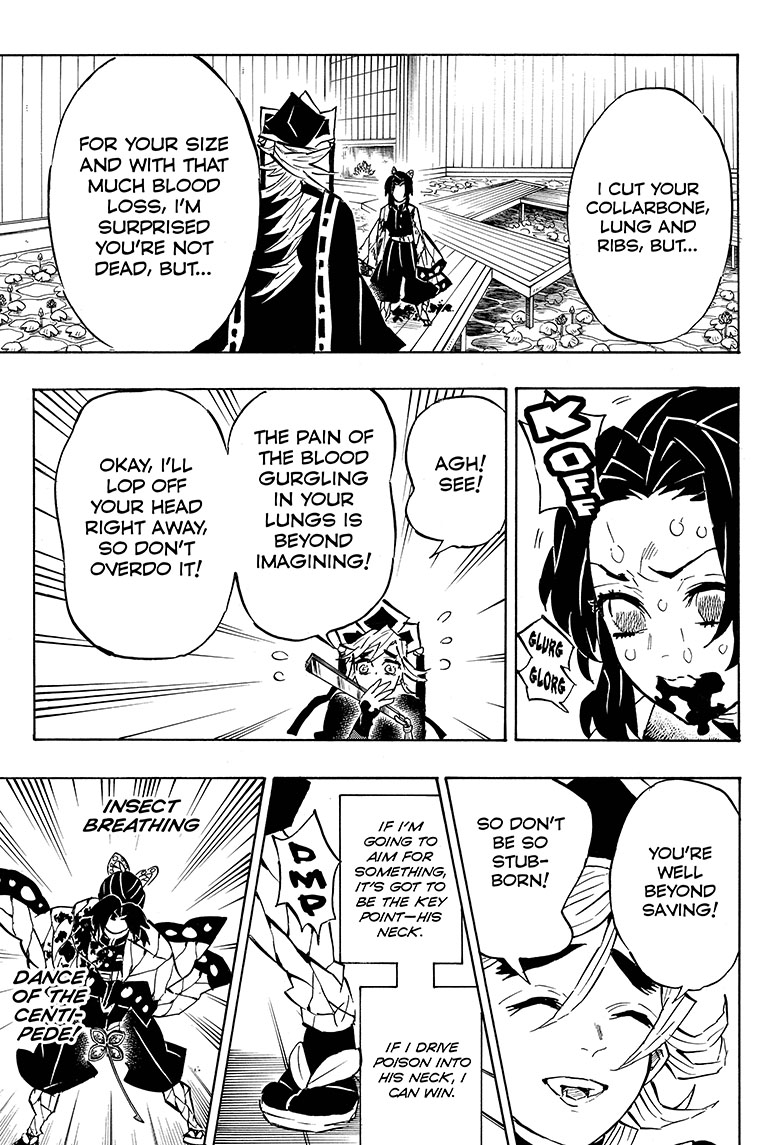 I CUT YOUR
COLLARBONE,
LUNG AND
RIBS, BUT...
FOR YOUR SIZE
AND WITH THAT
MUCH BLOOD
LOSS, I'M
SURPRISED
YOU'RE NOT
DEAD, BUT...
KOFF
GLURG
GLORG
AGH!
SEE!
THE PAIN OF
THE BLOOD
GURGLING
IN YOUR
LUNGS IS
BEYOND
IMAGINING!
OKAY, I'LL
LOP OFF
YOUR HEAD
RIGHT AWAY,
SO DON'T
OVERDO IT!
YOU'RE
WELL
BEYOND
SAVING!
SO DON'T
BE SO
STUB-
BORN!
IF I'M
GOING TO
AIM FOR
SOMETHING,
IT'S GOT TO
BE THE KEY
POINT—HIS
NECK.
IF I DRIVE
POISON INTO
HIS NECK, I
CAN WIN.
DMP
INSECT
BREATHING
DANCE
OF THE
CENTI-
PEDE!